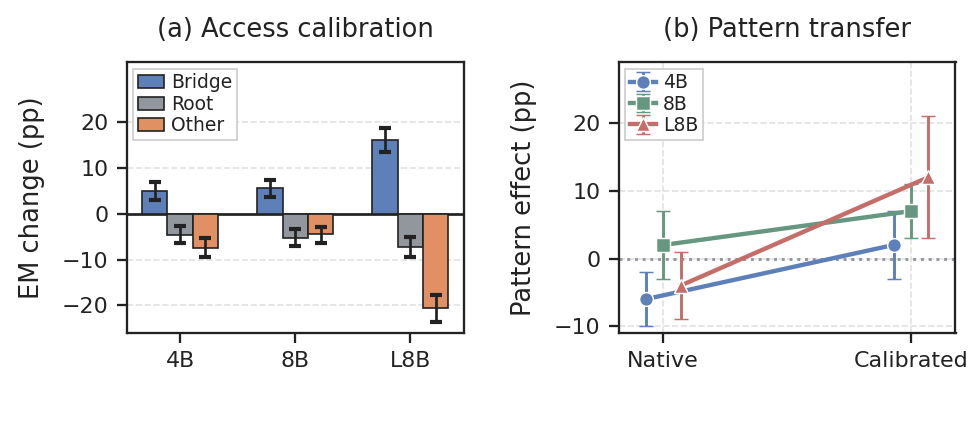 (a) Access calibration
EM change (pp)
20
10
0
−10
−20
Bridge
Root
Other
4B
8B
L8B
(b) Pattern transfer
Pattern effect (pp)
20
10
0
−10
4B
8B
L8B
Native
Calibrated